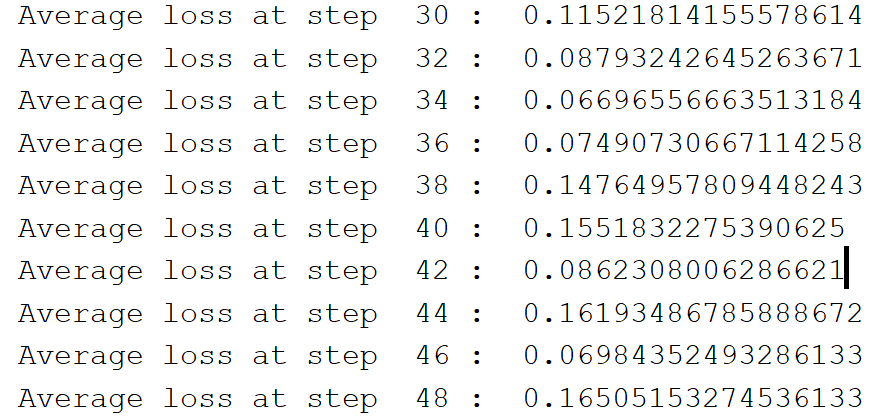 Average loss at step  30 :  0.11521814155578614
Average loss at step  32 :  0.08793242645263671
Average loss at step  34 :  0.06696556663513184
Average loss at step  36 :  0.07490730667114258
Average loss at step  38 :  0.14764957809448243
Average loss at step  40 :  0.1551832275390625
Average loss at step  42 :  0.0862308006286621
Average loss at step  44 :  0.16193486785888672
Average loss at step  46 :  0.06984352493286133
Average loss at step  48 :  0.16505153274536133